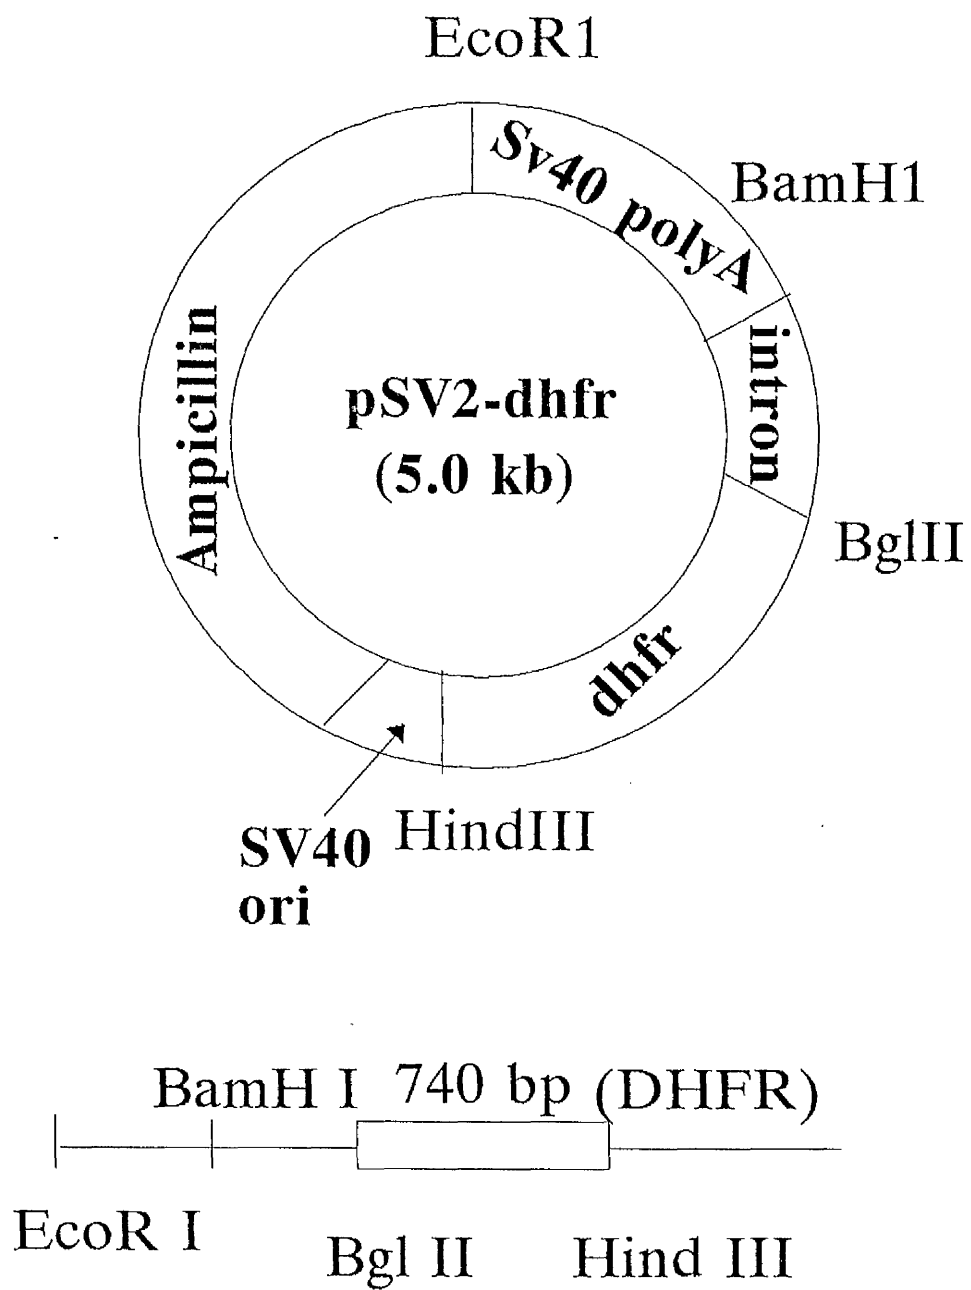 EcoR1
Sv40 polyA
BamH1
intron
Ampicillin
pSV2-dhfr
(5.0 kb)
BglII
dhfr
HindIII
SV40
ori
BamH I 740 bp (DHFR)
EcoR I
Bgl II
Hind III